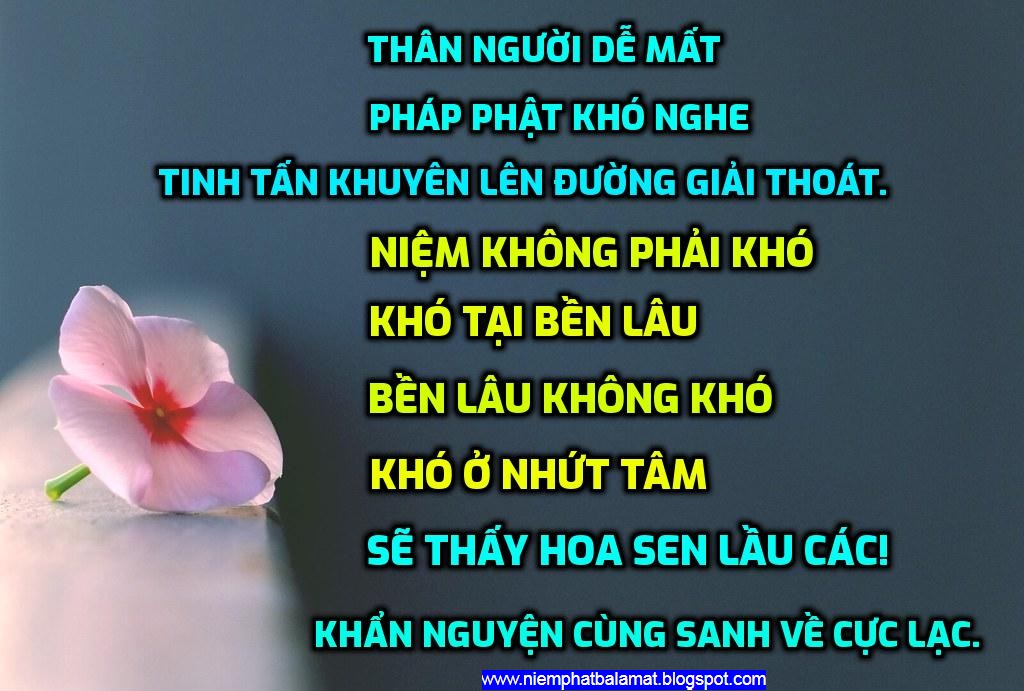 THÂN NGƯỜI DỄ MẤT
PHÁP PHẬT KHÓ NGHE
TINH TẤN KHUYÊN LÊN ĐƯỜNG GIẢI THOÁT.
NIỆM KHÔNG PHẢI KHÓ
KHÓ TẠI BỀN LÂU
BỀN LÂU KHÔNG KHÓ
KHÓ Ở NHỨT TÂM
SẼ THẤY HOA SEN LẦU CÁC!
KHẨN NGUYỆN CÙNG SANH VỀ CỰC LẠC.
www.niemphatbalamat.blogspot.com